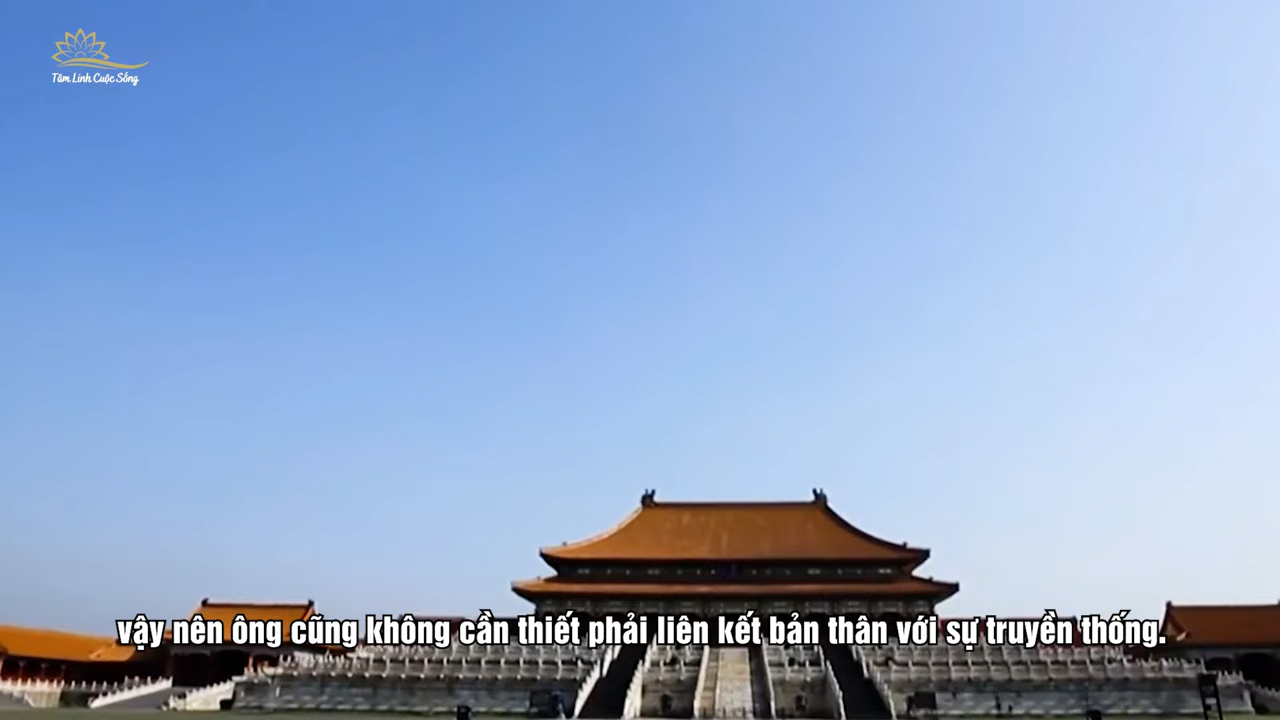 Tâm Linh Cuộc Sống
vậy nên ông cũng không cần thiết phải liên kết bản thân với sự truyền thống.